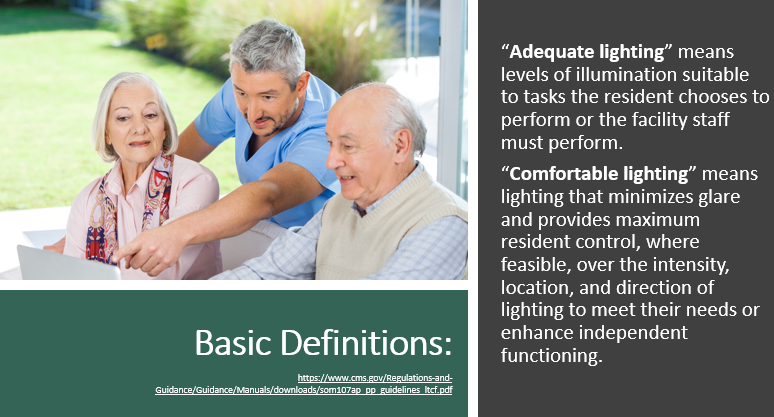 “Adequate lighting” means
levels of illumination suitable
to tasks the resident chooses to
perform or the facility staff
must perform.
“Comfortable lighting” means
lighting that minimizes glare
and provides maximum
resident control, where
feasible, over the intensity,
location, and direction of
lighting to meet their needs or
enhance independent
functioning.
Basic Definitions:
https://www.cms.gov/Regulations-and-
Guidance/Guidance/Manuals/downloads/som107ap_pp_guidelines_ltcf.pdf